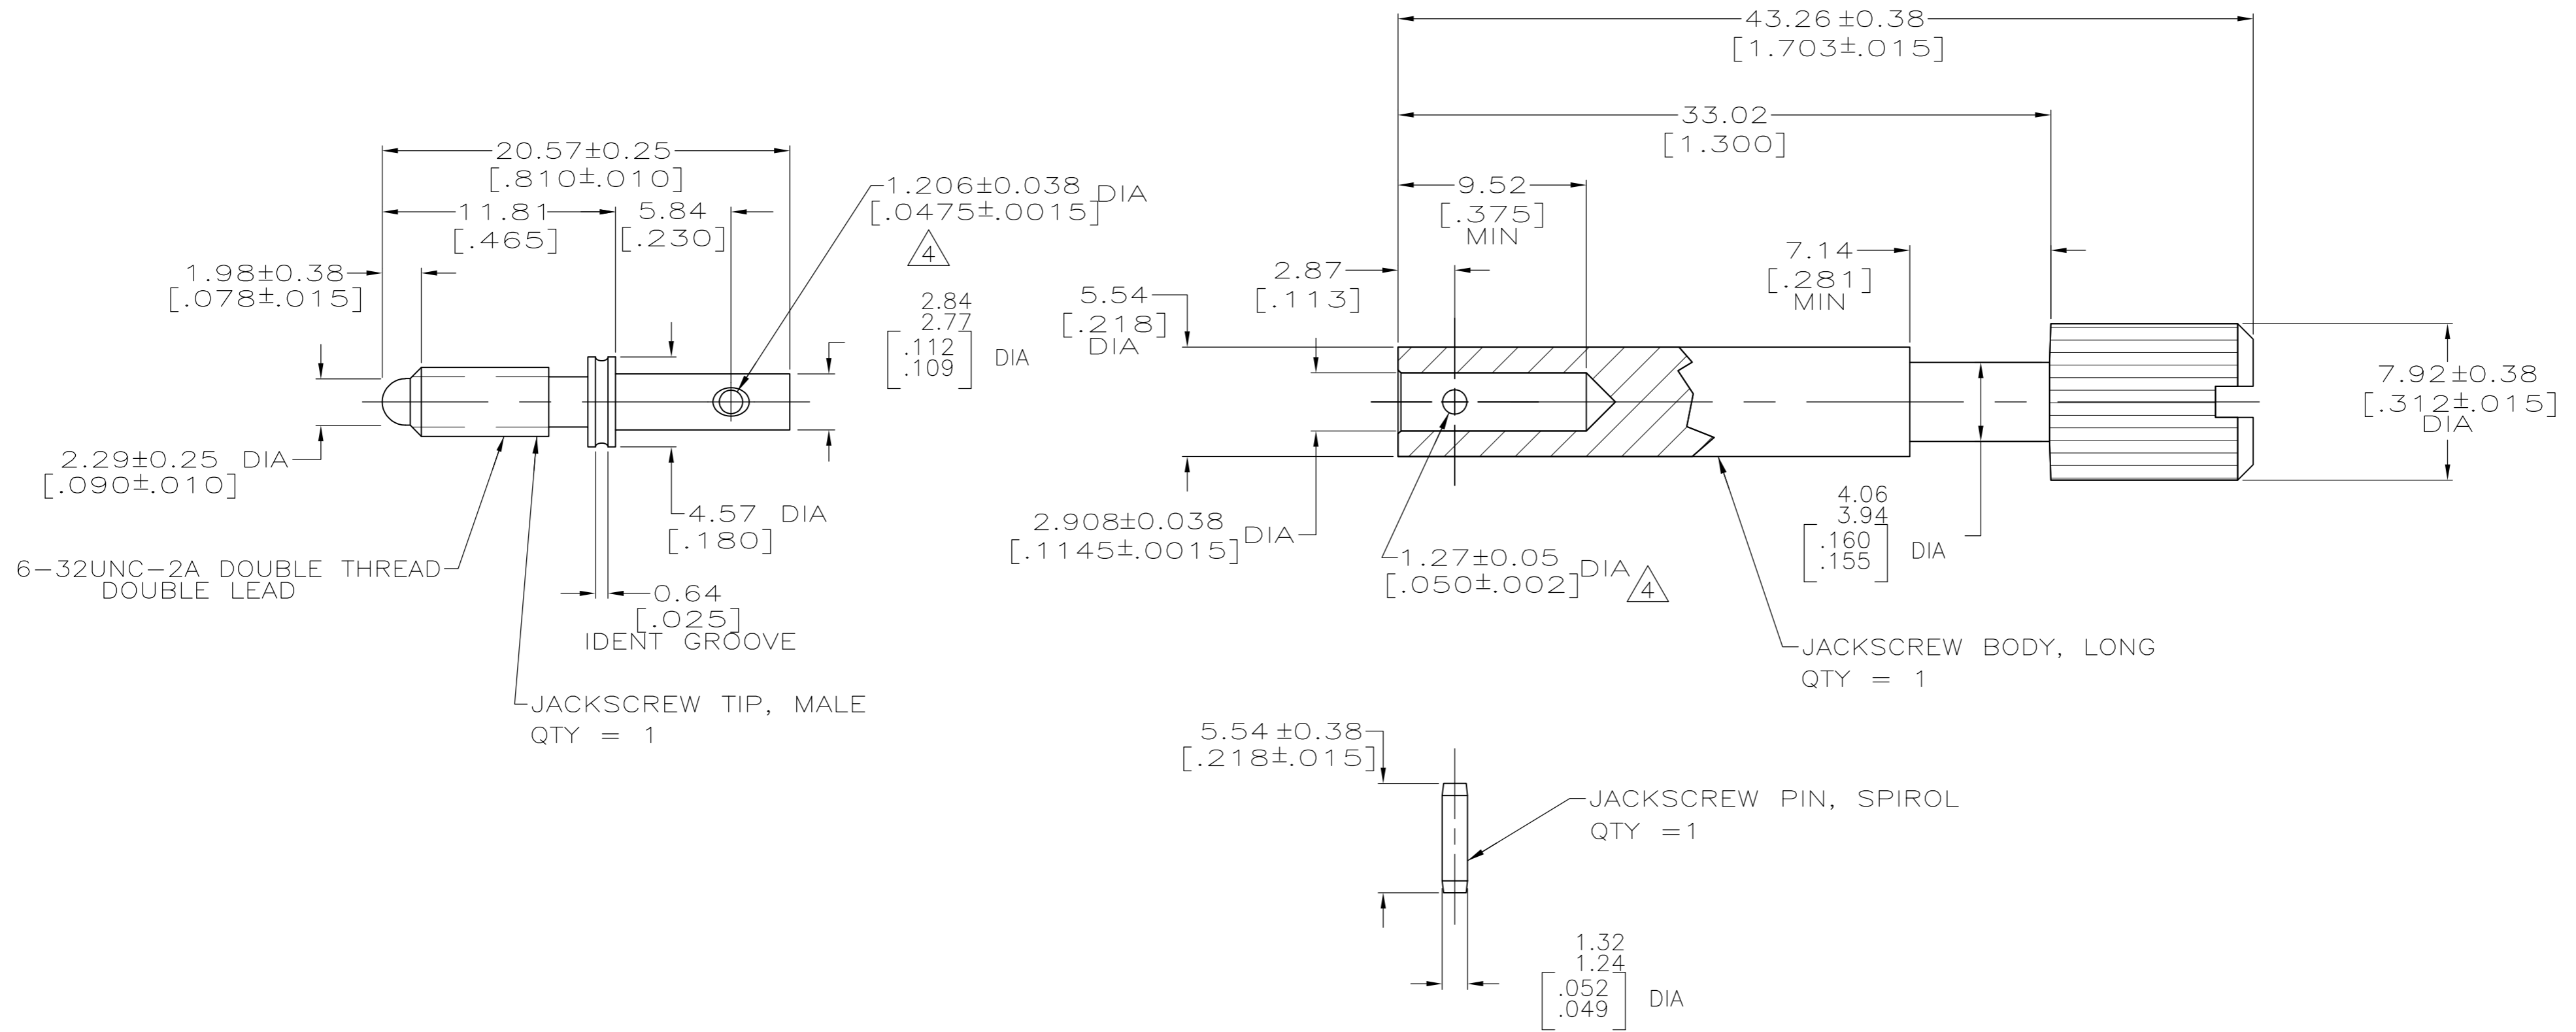 43.26±0.38
[1.703±.015]
33.02
[1.300]
20.57±0.25
[.810±.010]
11.81
[.465]
5.84
[.230]
1.206±0.038
[.0475±.0015]
DIA
4
1.98±0.38
[.078±.015]
2.84
2.77
[.112
.109]
DIA
2.29±0.25 DIA
[.090±.010]
4.57 DIA
[.180]
6-32UNC-2A DOUBLE THREAD
DOUBLE LEAD
0.64
[.025]
IDENT GROOVE
JACKSCREW TIP, MALE
QTY = 1
9.52
[.375]
MIN
2.87
[.113]
5.54
[.218]
DIA
7.14
[.281]
MIN
7.92±0.38
[.312±.015]
DIA
2.908±0.038
[.1145±.0015]
DIA
1.27±0.05
[.050±.002]
DIA
4
4.06
3.94
[.160
.155]
DIA
JACKSCREW BODY, LONG
QTY = 1
5.54±0.38
[.218±.015]
JACKSCREW PIN, SPIROL
QTY =1
1.32
1.24
[.052
.049]
DIA